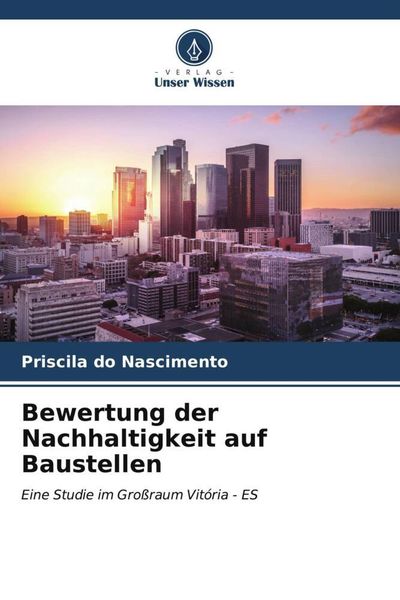 - VERLAG -
Unser Wissen
Priscila do Nascimento
Bewertung der
Nachhaltigkeit auf
Baustellen
Eine Studie im Großraum Vitória - ES